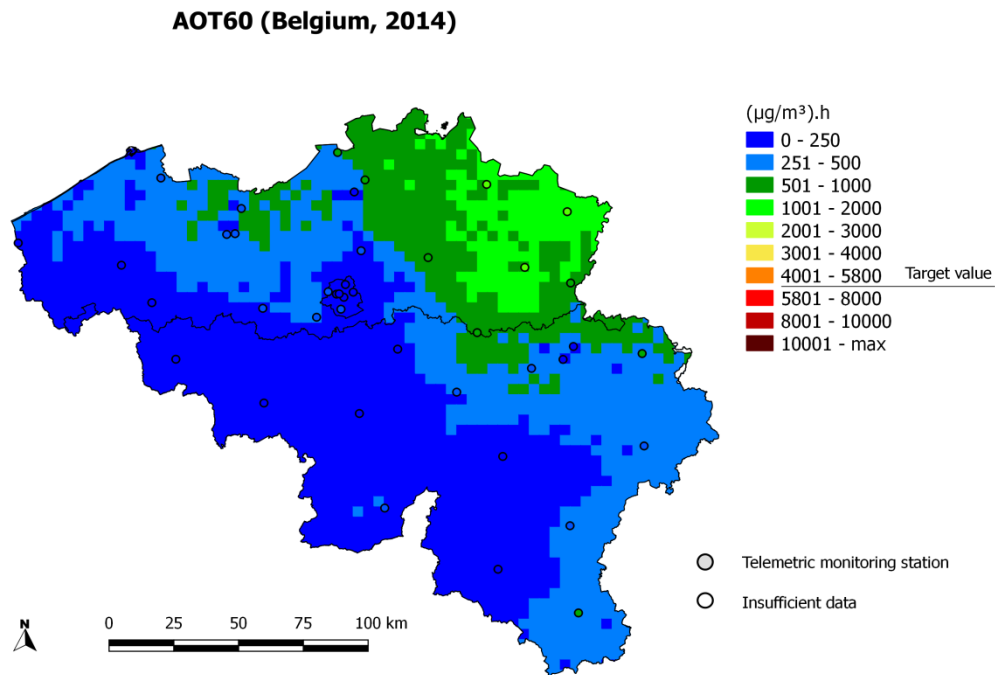 AOT60 (Belgium, 2014)
(µg/m³).h
0 - 250
251 - 500
501 - 1000
1001 - 2000
2001 - 3000
3001 - 4000
4001 - 5800
Target value
5801 - 8000
8001 - 10000
10001 - max
Telemetric monitoring station
Insufficient data
N
0 25 50 75 100 km